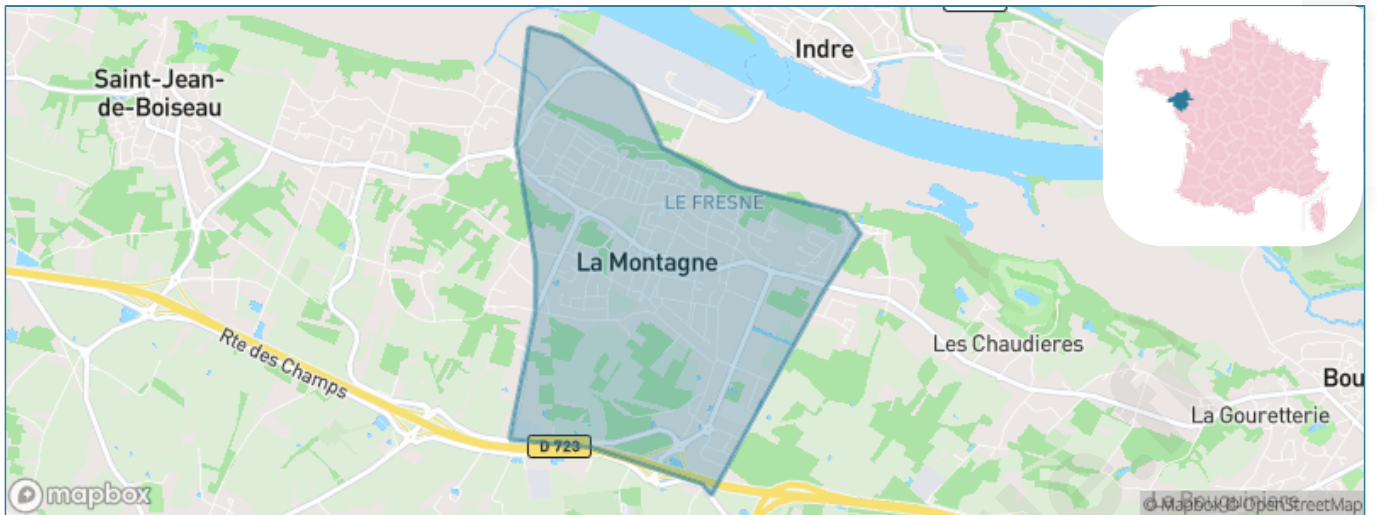 Saint-Jean-
de-Boiseau
Indre
LE FRESNE
La Montagne
Rte des Champs
Les Chaudieres
Bou
La Gouretterie
D 723
mapbox
© Mapbox © OpenStreetMap